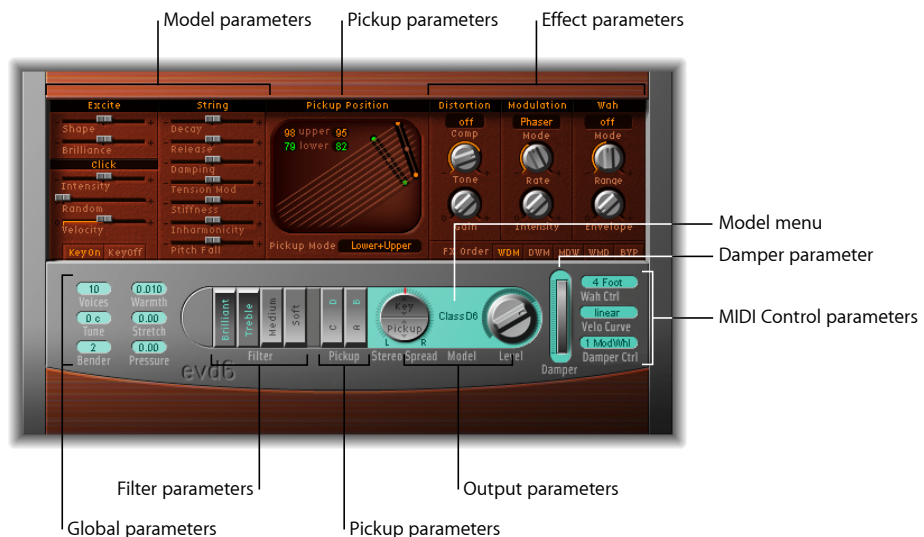 Model parameters
Pickup parameters
Effect parameters
Excite
String
Pickup Position
Distortion
Modulation
Wah
Shape
Brilliance
Click
Intensity
Random
Velocity
KeyOn KeyOff
Decay
Release
Damping
Tension Mod
Stiffness
Inharmonicity
Pitch Fall
98 upper 95
79 lower 82
Pickup Mode Lower+Upper
off
Comp
Tone
Gain
Phaser
Mode
Rate
Intensity
off
Mode
Range
Envelope
FX Order WDM DWM MDW WMD BYP
Model menu
Damper parameter
MIDI Control parameters
10
Voices
0.010
Warmth
0 c
Tune
0.00
Stretch
2
Bender
0.00
Pressure
Brilliant
Treble
Medium
Soft
Filter
C
D
A
B
Pickup
Key
Pickup
L R
Stereo Spread
ClassD6
Model
Level
Damper
4 Foot
Wah Ctrl
linear
Velo Curve
1 ModWhl
Damper Ctrl
evd6
Filter parameters
Output parameters
Global parameters
Pickup parameters